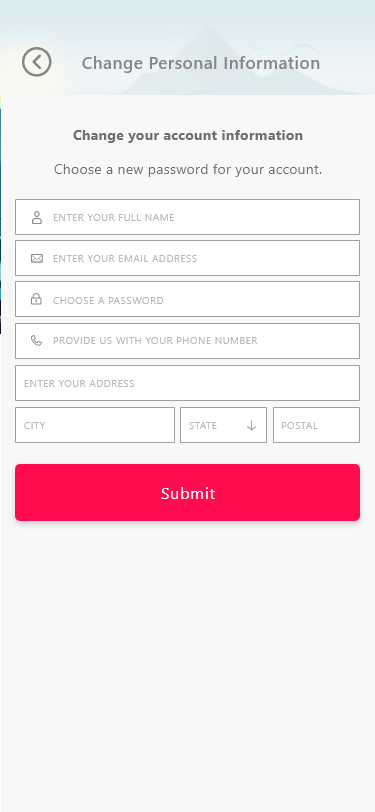 Change Personal Information
Change your account information
Choose a new password for your account.
ENTER YOUR FULL NAME
ENTER YOUR EMAIL ADDRESS
CHOOSE A PASSWORD
PROVIDE US WITH YOUR PHONE NUMBER
ENTER YOUR ADDRESS
CITY STATE POSTAL
Submit